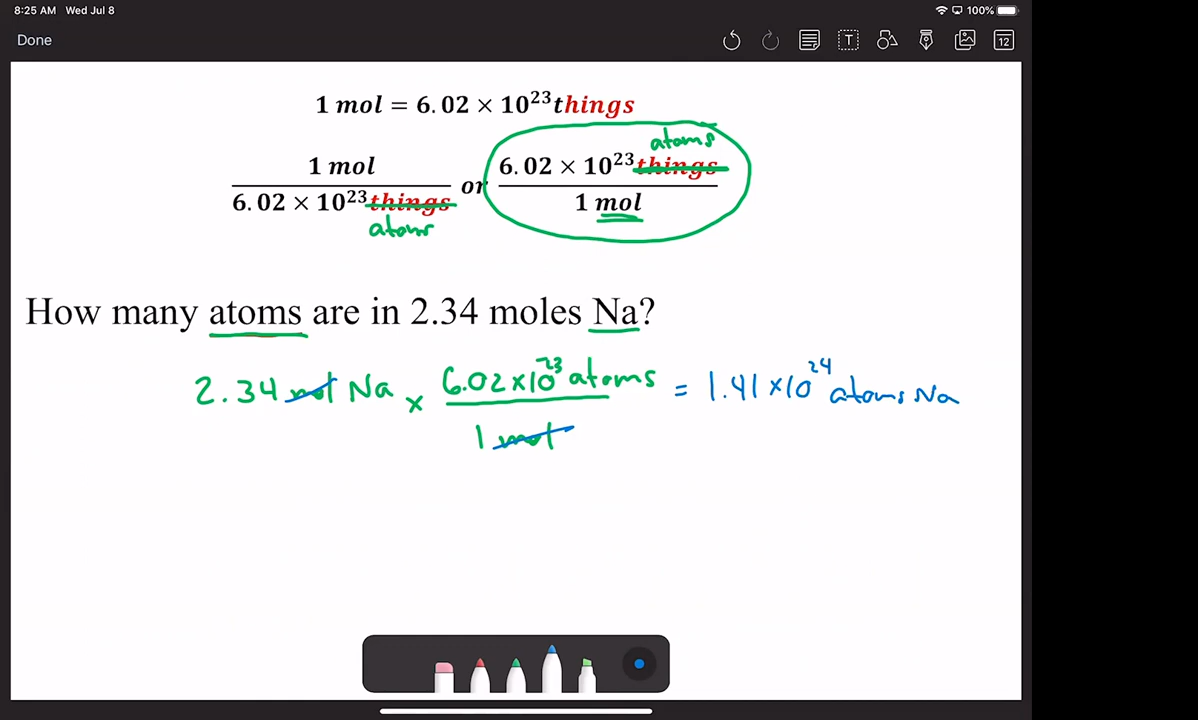 8:25 AM Wed Jul 8 100%
Done T 12
1 mol = 6.02 × 10²³ things
atoms
1 mol / 6.02 × 10²³ things or 6.02 × 10²³ things / 1 mol
atoms
How many atoms are in 2.34 moles Na?
2.34 mol Na × 6.02×10²³ atoms / 1 mol = 1.41×10²⁴ atoms Na